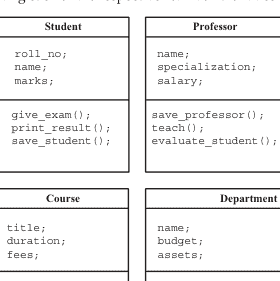 Student
roll_no;
name;
marks;
give_exam();
print_result();
save_student();
Professor
name;
specialization;
salary;
save_professor();
teach();
evaluate_student();
Course
title;
duration;
fees;
Department
name;
budget;
assets;